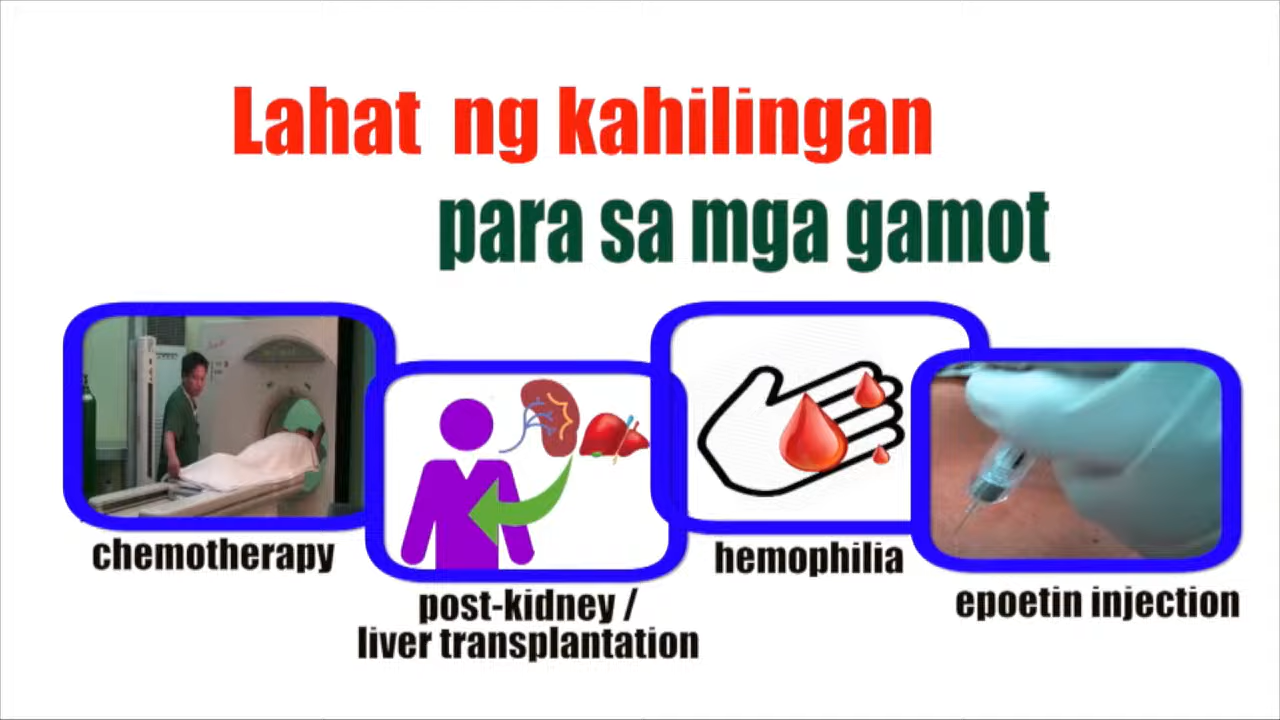 Lahat ng kahilingan
para sa mga gamot
chemotherapy
post-kidney /
liver transplantation
hemophilia
epoetin injection